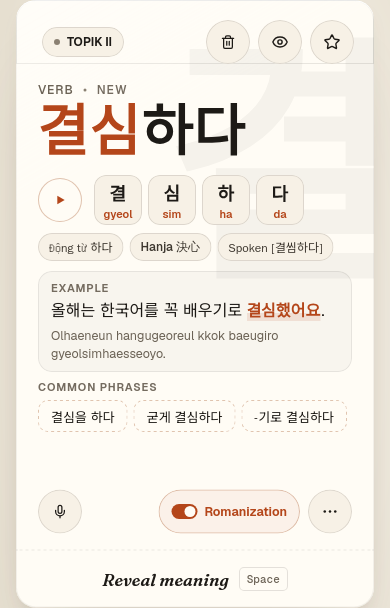 TOPIK II
VERB • NEW
결심하다
결 심 하 다
gyeol sim ha da
Động từ 하다 Hanja 決心 Spoken [결씸하다]
EXAMPLE
올해는 한국어를 꼭 배우기로 결심했어요.
Olhaeneun hangugeoreul kkok baeugiro
gyeolsimhaesseoyo.
COMMON PHRASES
결심을 하다 굳게 결심하다 -기로 결심하다
Romanization
Reveal meaning Space